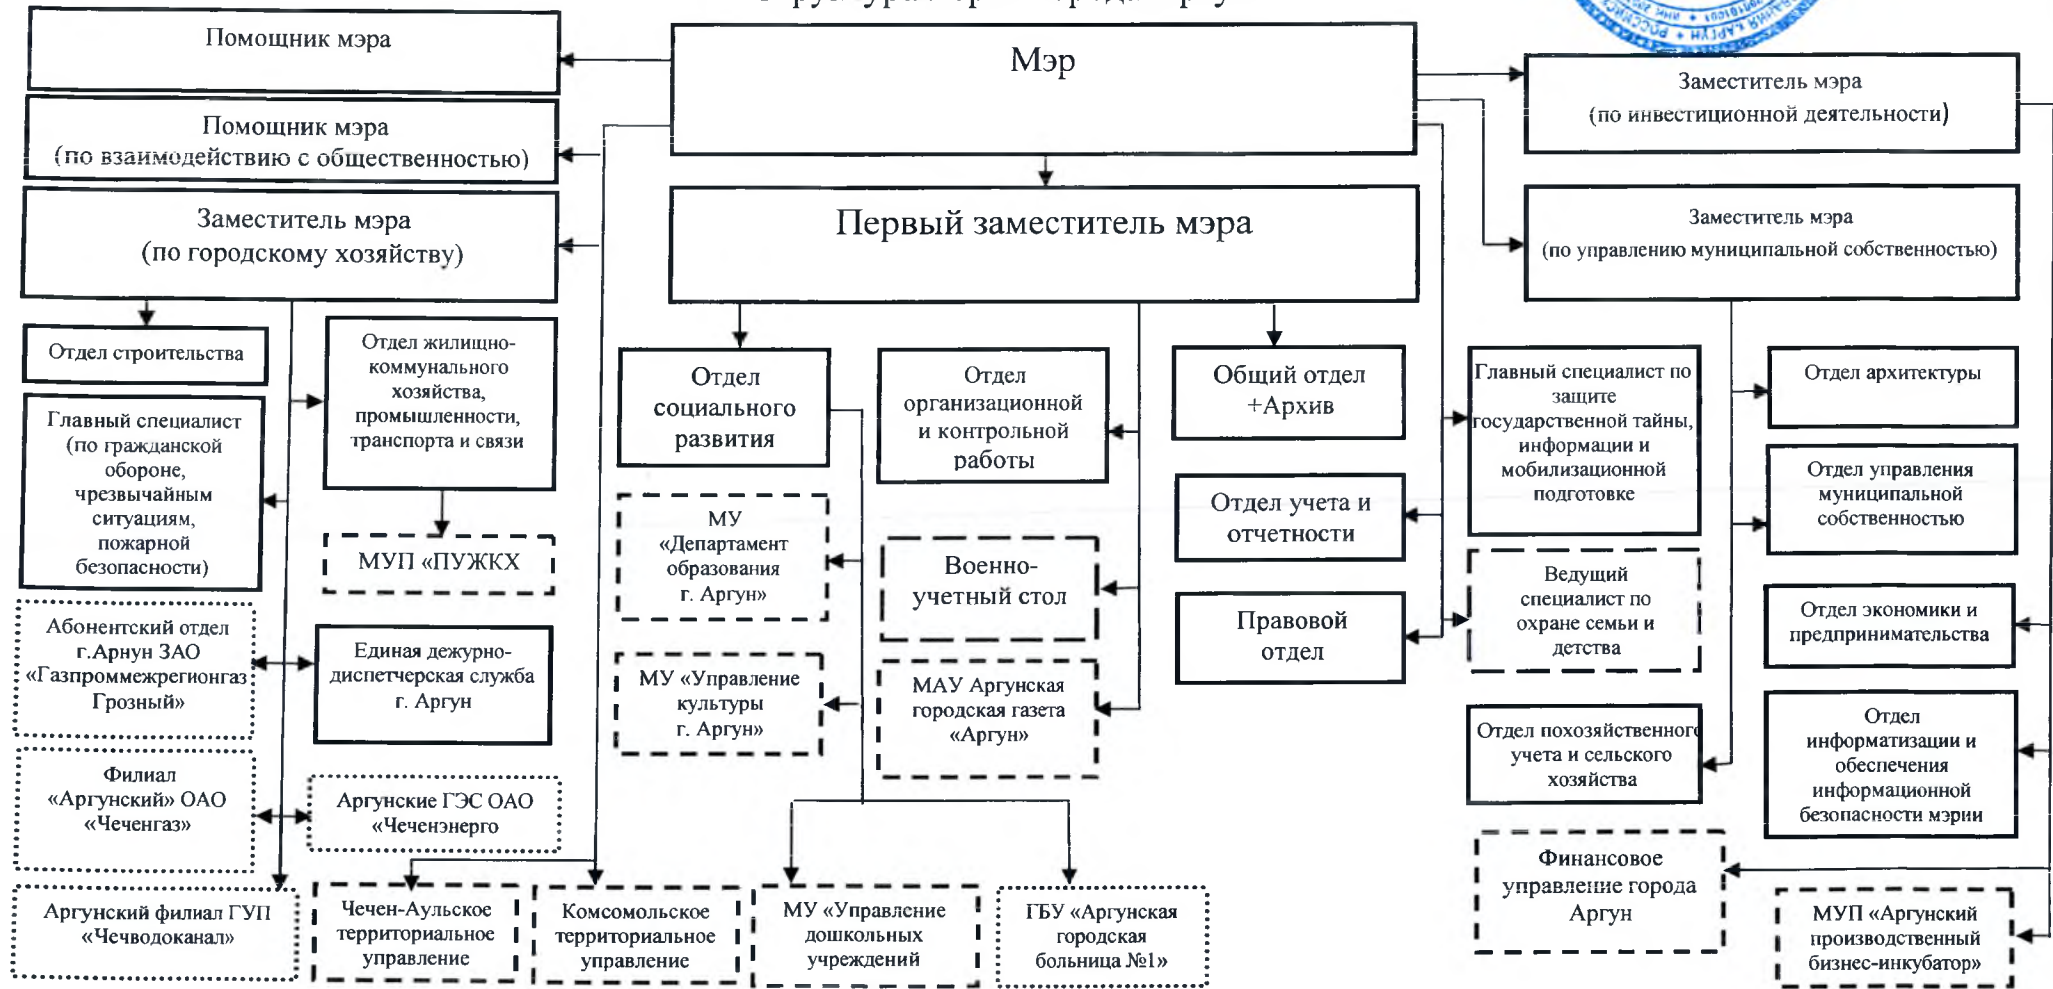 Помощник мэра
Мэр
Заместитель мэра
(по инвестиционной деятельности)
Помощник мэра
(по взаимодействию с общественностью)
Заместитель мэра
(по городскому хозяйству)
Первый заместитель мэра
Заместитель мэра
(по управлению муниципальной собственностью)
Отдел строительства
Отдел жилищно-
коммунального
хозяйства,
промышленности,
транспорта и связи
Главный специалист
(по гражданской
обороне,
чрезвычайным
ситуациям,
пожарной
безопасности)
МУП «ПУЖКХ
Абонентский отдел
г.Арнун ЗАО
«Газпроммежрегионгаз
Грозный»
Единая дежурно-
диспетчерская служба
г. Аргун
Филиал
«Аргунский» ОАО
«Чеченгаз»
Аргунские ГЭС ОАО
«Чеченэнерго
Аргунский филиал ГУП
«Чечводоканал»
Чечен-Аульское
территориальное
управление
Комсомольское
территориальное
управление
Отдел
социального
развития
Отдел
организационной
и контрольной
работы
Общий отдел
+Архив
МУ
«Департамент
образования
г. Аргун»
Военно-
учетный стол
Отдел учета и
отчетности
Правовой
отдел
МУ «Управление
культуры
г. Аргун»
МАУ Аргунская
городская газета
«Аргун»
МУ «Управление
дошкольных
учреждений
ГБУ «Аргунская
городская
больница №1»
Главный специалист по
защите
государственной тайны,
информации и
мобилизационной
подготовке
Отдел архитектуры
Отдел управления
муниципальной
собственностью
Ведущий
специалист по
охране семьи и
детства
Отдел экономики и
предпринимательства
Отдел похозяйственного
учета и сельского
хозяйства
Отдел
информатизации и
обеспечения
информационной
безопасности мэрии
Финансовое
управление города
Аргун
МУП «Аргунский
производственный
бизнес-инкубатор»